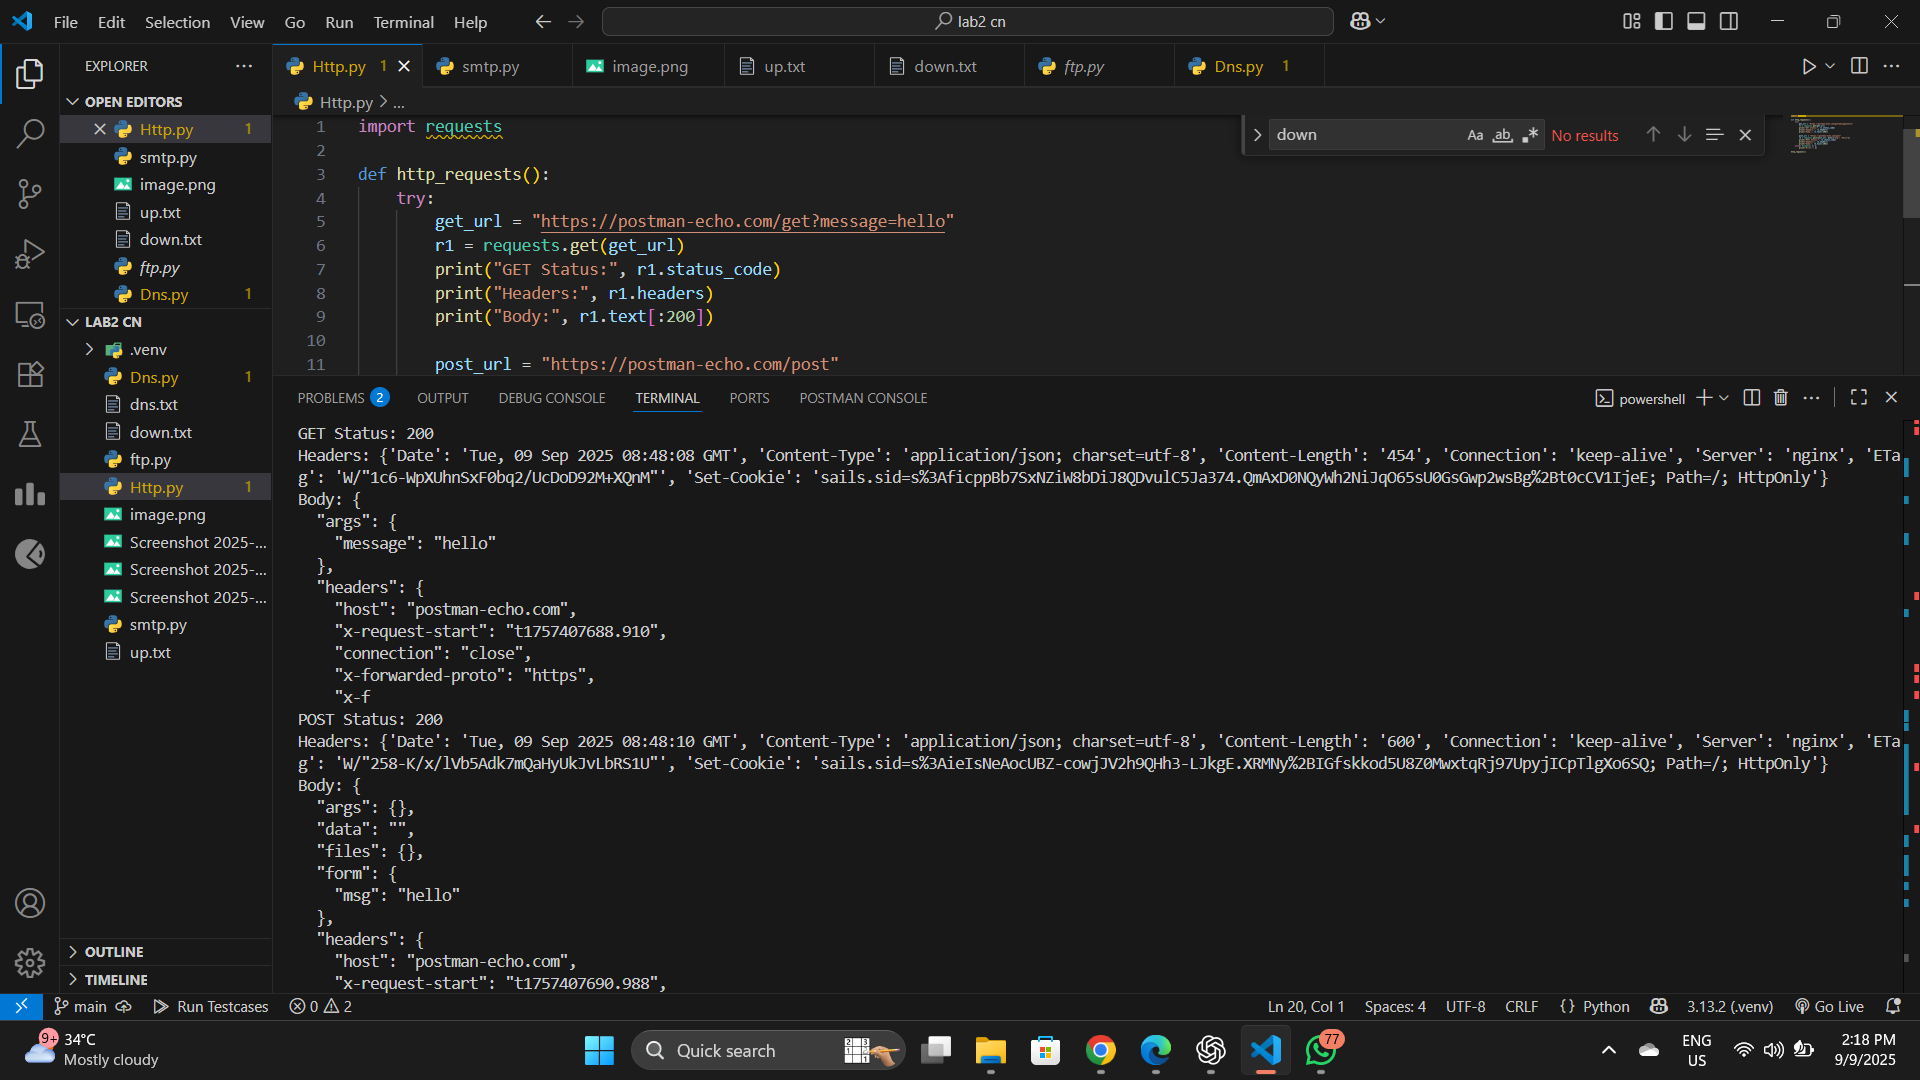 File Edit Selection View Go Run Terminal Help
lab2 cn
EXPLORER
OPEN EDITORS
Http.py 1
smtp.py
image.png
up.txt
down.txt
ftp.py
Dns.py 1
LAB2 CN
.venv
Dns.py 1
dns.txt
down.txt
ftp.py
Http.py 1
image.png
Screenshot 2025-...
Screenshot 2025-...
Screenshot 2025-...
smtp.py
up.txt
OUTLINE
TIMELINE
Http.py 1 smtp.py image.png up.txt down.txt ftp.py Dns.py 1
Http.py > ...
down Aa ab No results
1 import requests
2
3 def http_requests():
4 try:
5 get_url = "https://postman-echo.com/get?message=hello"
6 r1 = requests.get(get_url)
7 print("GET Status:", r1.status_code)
8 print("Headers:", r1.headers)
9 print("Body:", r1.text[:200])
10
11 post_url = "https://postman-echo.com/post"
PROBLEMS 2 OUTPUT DEBUG CONSOLE TERMINAL PORTS POSTMAN CONSOLE
powershell
GET Status: 200
Headers: {'Date': 'Tue, 09 Sep 2025 08:48:08 GMT', 'Content-Type': 'application/json; charset=utf-8', 'Content-Length': '454', 'Connection': 'keep-alive', 'Server': 'nginx', 'ETa
g': 'W/"1c6-WpXUhnSxF0bq2/UcDoD92M+XQnM"', 'Set-Cookie': 'sails.sid=s%3AficppBb7SxNZiW8bDiJ8QDvulC5Ja374.QmAxD0NQyWh2NiJqO65sU0GsGwp2wsBg%2Bt0cCV1IjeE; Path=/; HttpOnly'}
Body: {
"args": {
"message": "hello"
},
"headers": {
"host": "postman-echo.com",
"x-request-start": "t1757407688.910",
"connection": "close",
"x-forwarded-proto": "https",
"x-f
POST Status: 200
Headers: {'Date': 'Tue, 09 Sep 2025 08:48:10 GMT', 'Content-Type': 'application/json; charset=utf-8', 'Content-Length': '600', 'Connection': 'keep-alive', 'Server': 'nginx', 'ETa
g': 'W/"258-K/x/lVb5Adk7mQaHyUkJvLbRS1U"', 'Set-Cookie': 'sails.sid=s%3AieIsNeAocUBZ-cowjJV2h9QHh3-LJkgE.XRMNy%2BIGfskkod5U8Z0MwxtqRj97UpyjICpTlgXo6SQ; Path=/; HttpOnly'}
Body: {
"args": {},
"data": "",
"files": {},
"form": {
"msg": "hello"
},
"headers": {
"host": "postman-echo.com",
"x-request-start": "t1757407690.988",
main Run Testcases 0 2 Ln 20, Col 1 Spaces: 4 UTF-8 CRLF {} Python 3.13.2 (.venv) Go Live
9+ 34°C
Mostly cloudy
Quick search
77
ENG
US
2:18 PM
9/9/2025